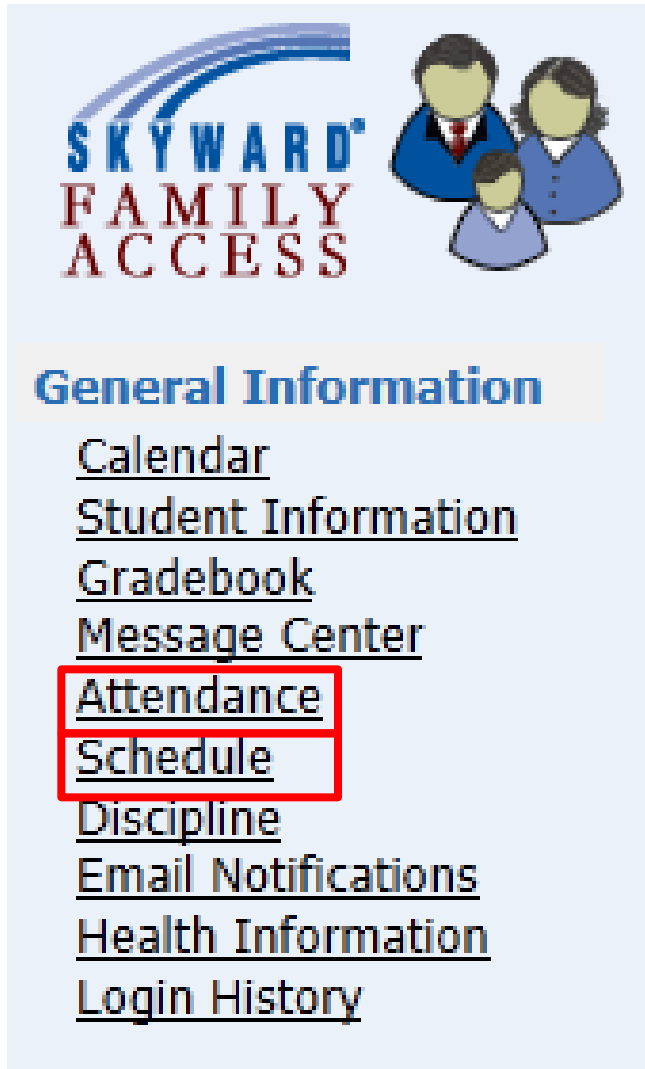 SKYWARD®
FAMILY
ACCESS
General Information
Calendar
Student Information
Gradebook
Message Center
Attendance
Schedule
Discipline
Email Notifications
Health Information
Login History